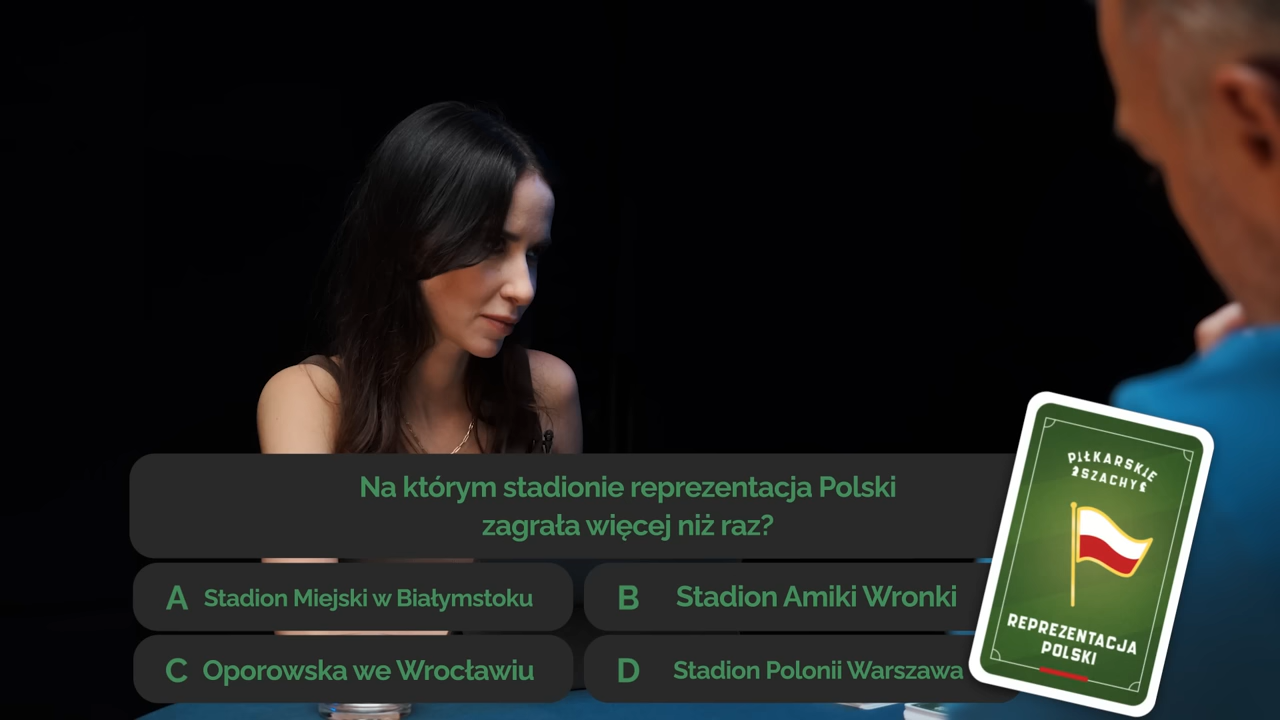 Na którym stadionie reprezentacja Polski
zagrała więcej niż raz?
A Stadion Miejski w Białymstoku
B Stadion Amiki Wronki
C Oporowska we Wrocławiu
D Stadion Polonii Warszawa
PIŁKARSKIE
SZACHY
REPREZENTACJA
POLSKI